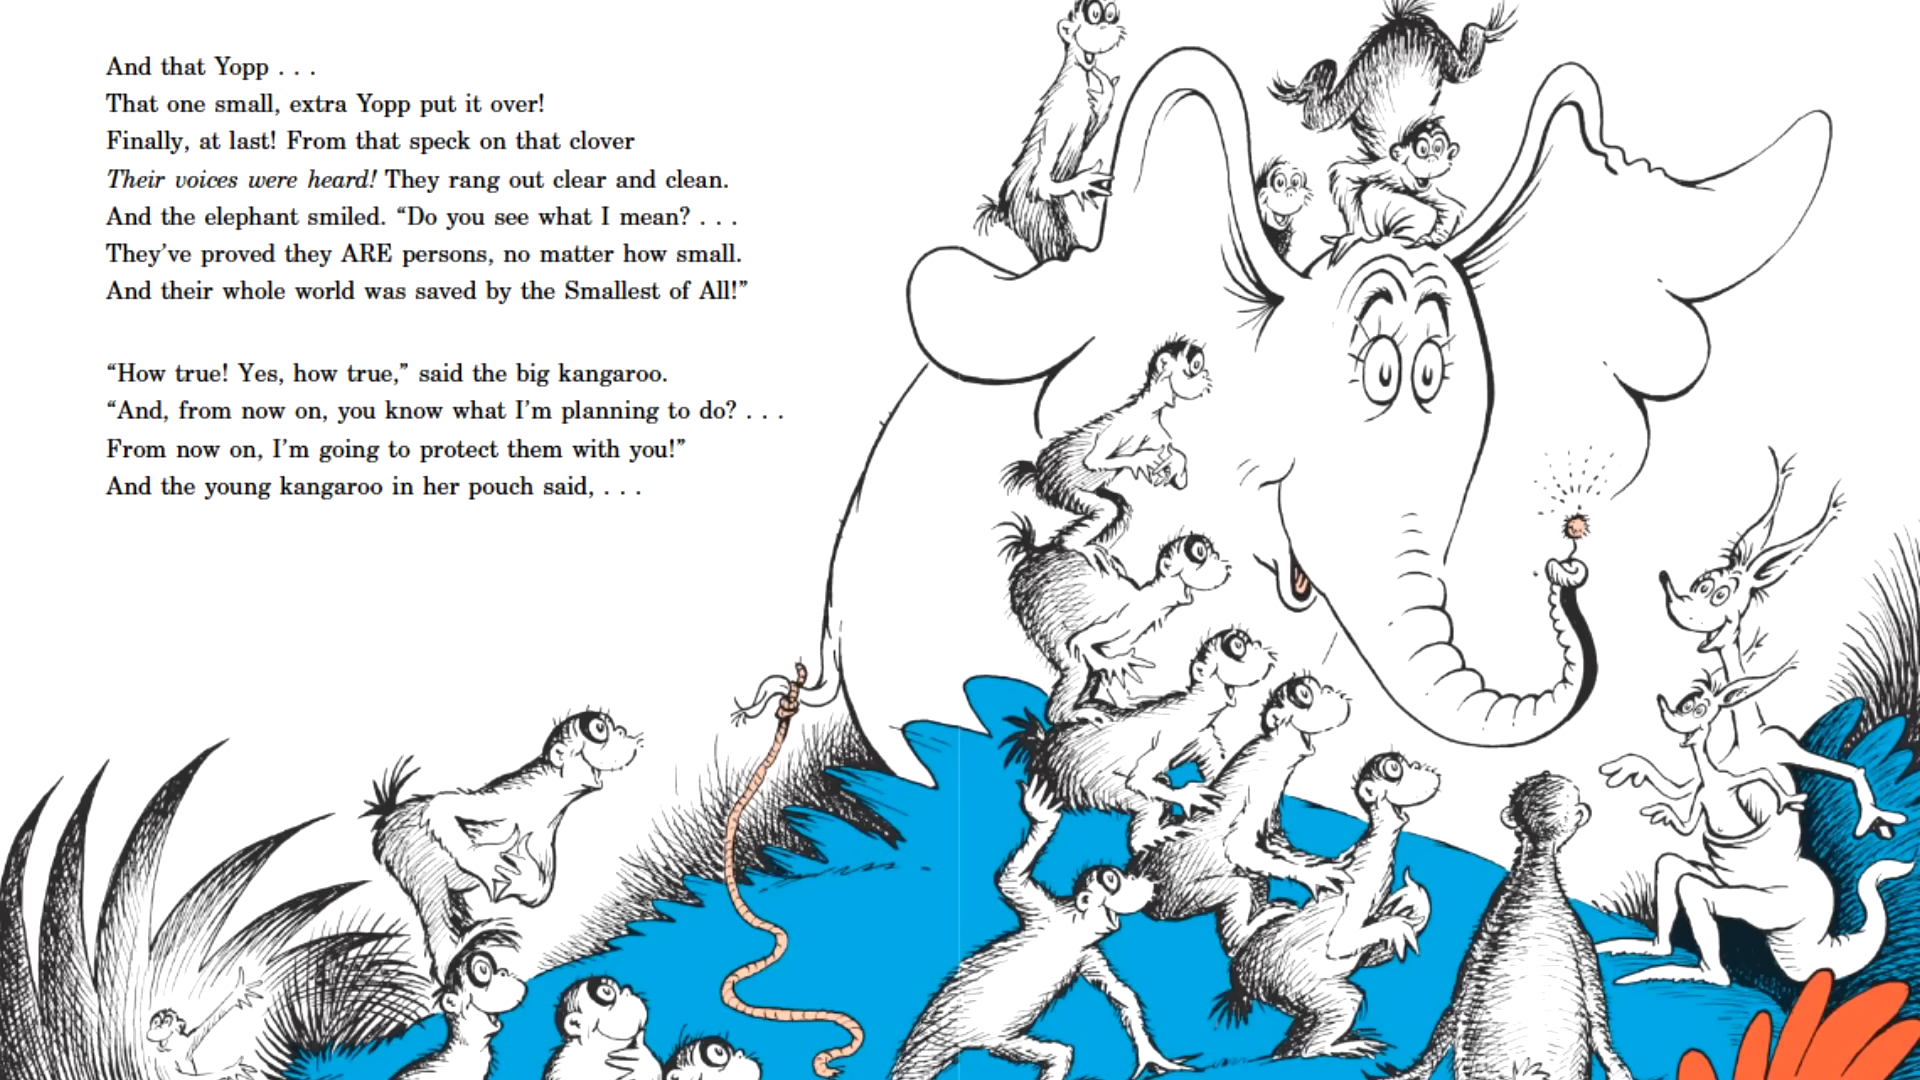 And that Yopp . . .
That one small, extra Yopp put it over!
Finally, at last! From that speck on that clover
Their voices were heard! They rang out clear and clean.
And the elephant smiled. “Do you see what I mean? . . .
They’ve proved they ARE persons, no matter how small.
And their whole world was saved by the Smallest of All!”
“How true! Yes, how true,” said the big kangaroo.
“And, from now on, you know what I’m planning to do? . . .
From now on, I’m going to protect them with you!”
And the young kangaroo in her pouch said, . . .